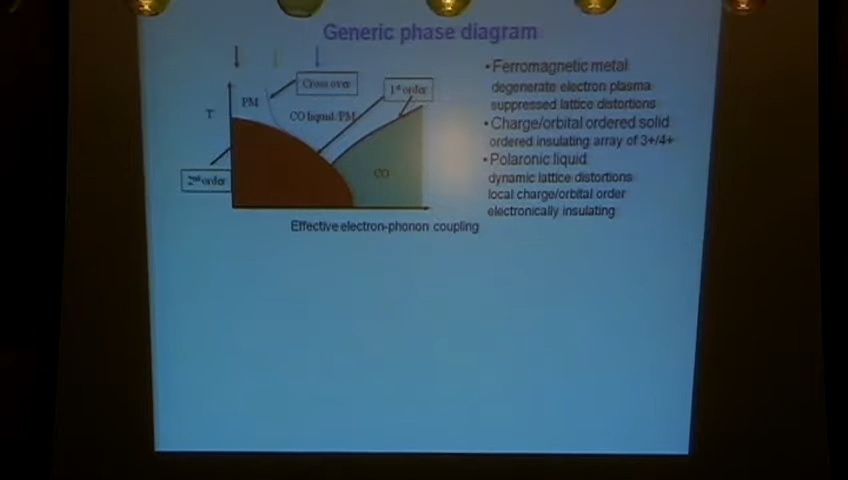 Generic phase diagram
T
PM
Cross over
1st order
CO liquid/PM
CO
2nd order
Effective electron-phonon coupling
• Ferromagnetic metal
degenerate electron plasma
suppressed lattice distortions
• Charge/orbital ordered solid
ordered insulating array of 3+/4+
• Polaronic liquid
dynamic lattice distortions
local charge/orbital order
electronically insulating